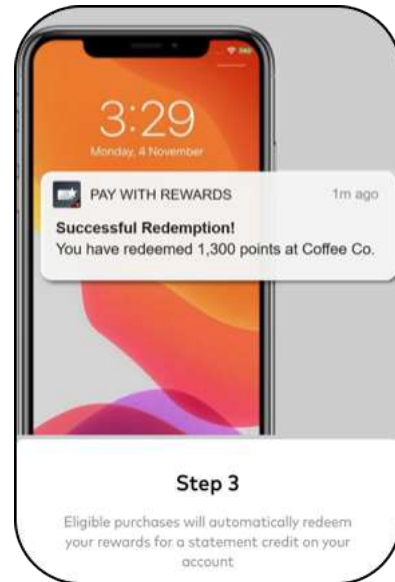 3:29
Monday, 4 November
PAY WITH REWARDS 1m ago
Successful Redemption!
You have redeemed 1,300 points at Coffee Co.
Step 3
Eligible purchases will automatically redeem
your rewards for a statement credit on your
account